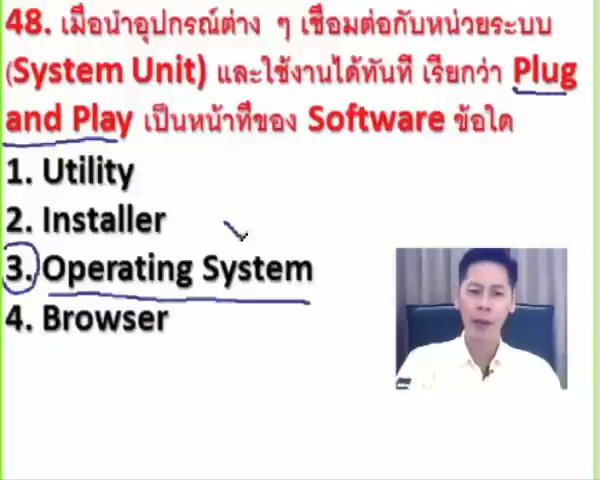 48. เมื่อนำอุปกรณ์ต่าง ๆ เชื่อมต่อกับหน่วยระบบ
(System Unit) และใช้งานได้ทันที เรียกว่า Plug
and Play เป็นหน้าที่ของ Software ข้อใด
1. Utility
2. Installer
3. Operating System
4. Browser